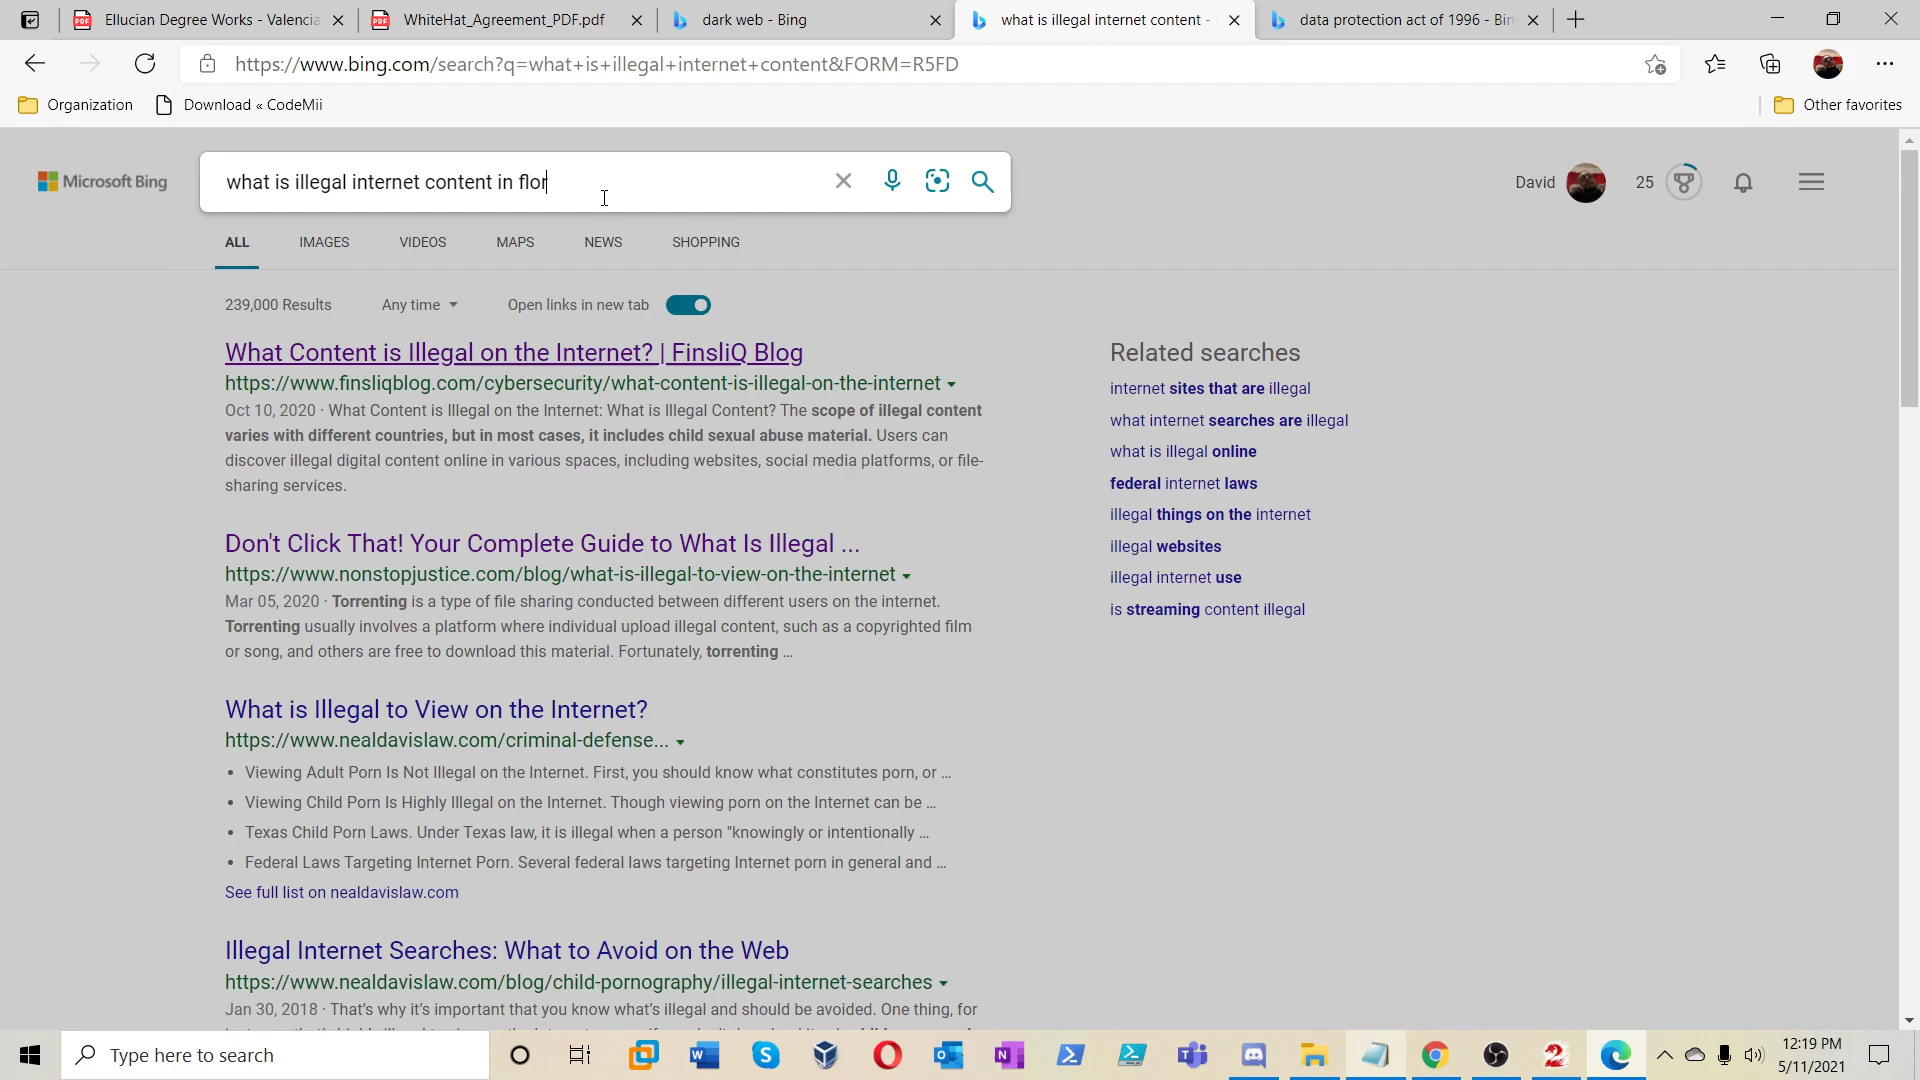 Ellucian Degree Works - Valencia
WhiteHat_Agreement_PDF.pdf
dark web - Bing
what is illegal internet content -
data protection act of 1996 - Bin
https://www.bing.com/search?q=what+is+illegal+internet+content&FORM=R5FD
Organization
Download « CodeMii
Other favorites
Microsoft Bing
what is illegal internet content in flor
David
25
ALL
IMAGES
VIDEOS
MAPS
NEWS
SHOPPING
239,000 Results
Any time
Open links in new tab
What Content is Illegal on the Internet? | FinsliQ Blog
https://www.finsliqblog.com/cybersecurity/what-content-is-illegal-on-the-internet
Oct 10, 2020 · What Content is Illegal on the Internet: What is Illegal Content? The scope of illegal content
varies with different countries, but in most cases, it includes child sexual abuse material. Users can
discover illegal digital content online in various spaces, including websites, social media platforms, or file-
sharing services.
Don't Click That! Your Complete Guide to What Is Illegal ...
https://www.nonstopjustice.com/blog/what-is-illegal-to-view-on-the-internet
Mar 05, 2020 · Torrenting is a type of file sharing conducted between different users on the internet.
Torrenting usually involves a platform where individual upload illegal content, such as a copyrighted film
or song, and others are free to download this material. Fortunately, torrenting ...
What is Illegal to View on the Internet?
https://www.nealdavislaw.com/criminal-defense...
• Viewing Adult Porn Is Not Illegal on the Internet. First, you should know what constitutes porn, or ...
• Viewing Child Porn Is Highly Illegal on the Internet. Though viewing porn on the Internet can be ...
• Texas Child Porn Laws. Under Texas law, it is illegal when a person "knowingly or intentionally ...
• Federal Laws Targeting Internet Porn. Several federal laws targeting Internet porn in general and ...
See full list on nealdavislaw.com
Illegal Internet Searches: What to Avoid on the Web
https://www.nealdavislaw.com/blog/child-pornography/illegal-internet-searches
Jan 30, 2018 · That's why it's important that you know what's illegal and should be avoided. One thing, for
Related searches
internet sites that are illegal
what internet searches are illegal
what is illegal online
federal internet laws
illegal things on the internet
illegal websites
illegal internet use
is streaming content illegal
Type here to search
12:19 PM
5/11/2021